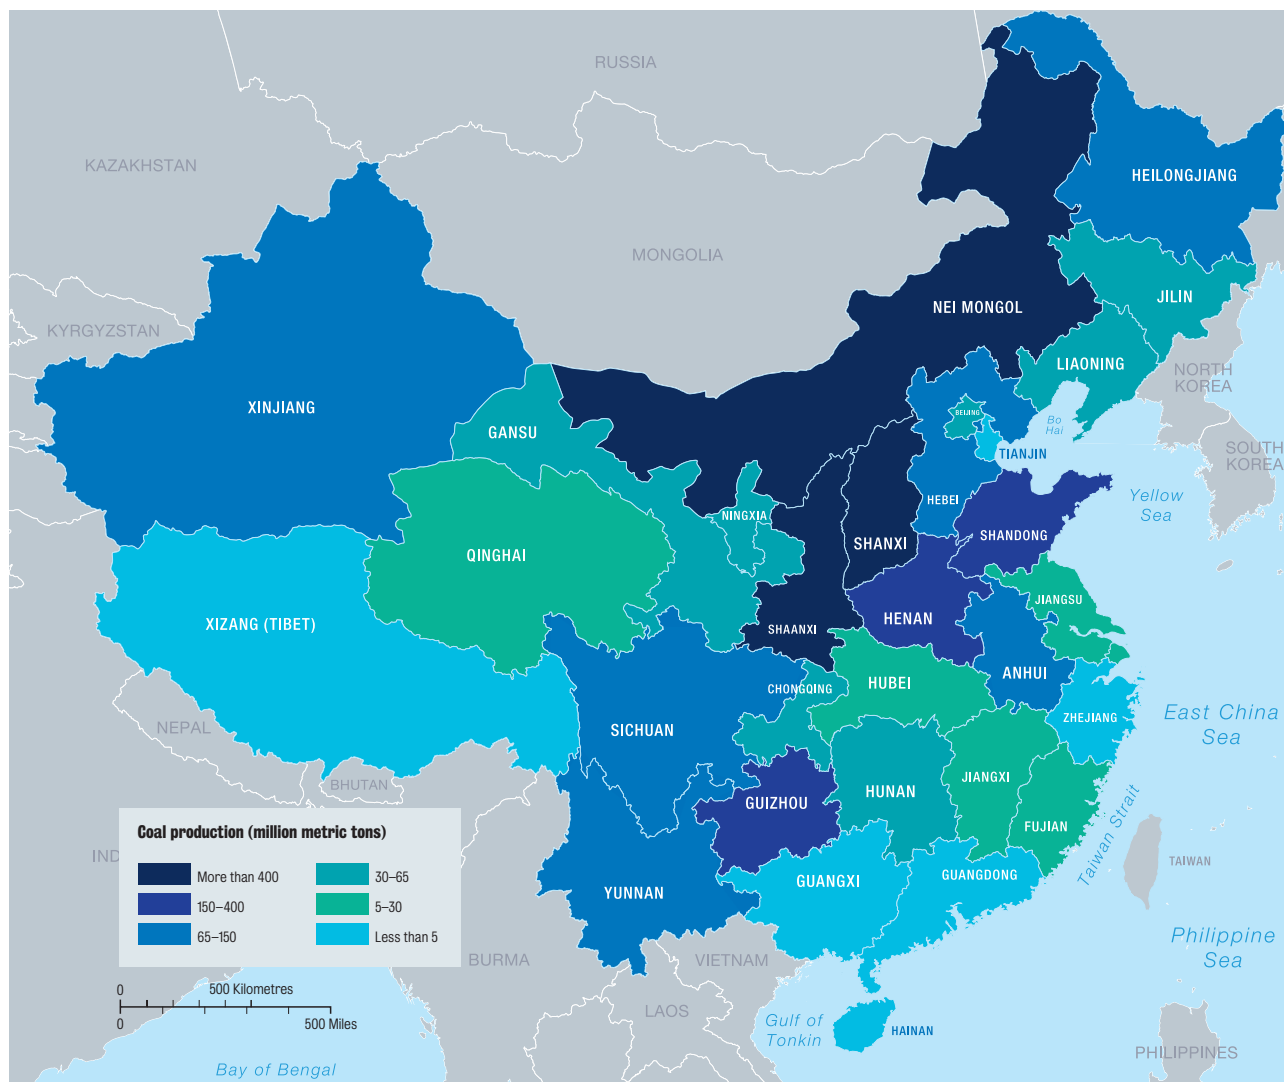 RUSSIA
KAZAKHSTAN
HEILONGJIANG
MONGOLIA
JILIN
NEI MONGOL
KYRGYZSTAN
LIAONING
NORTH
KOREA
XINJIANG
BEIJING
Bo
Hai
GANSU
TIANJIN
SOUTH
KOREA
HEBEI
Yellow
Sea
NINGXIA
SHANDONG
SHANXI
QINGHAI
JIANGSU
HENAN
XIZANG (TIBET)
SHAANXI
ANHUI
HUBEI
CHONGQING
East China
Sea
ZHEJIANG
NEPAL
SICHUAN
JIANGXI
BHUTAN
HUNAN
GUIZHOU
FUJIAN
Taiwan Strait
Coal production (million metric tons)
IND
TAIWAN
More than 400
30–65
GUANGXI
GUANGDONG
YUNNAN
150–400
5–30
65–150
Less than 5
Philippine
Sea
BURMA
VIETNAM
0
500 Kilometres
LAOS
0
500 Miles
Gulf of
Tonkin
HAINAN
PHILIPPINES
Bay of Bengal